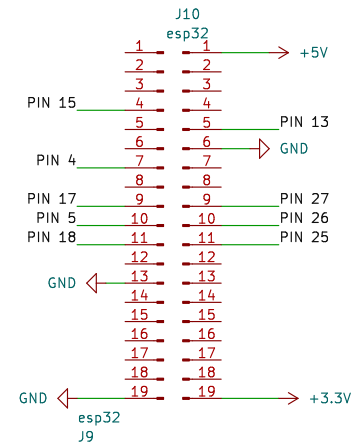 J10
esp32
1 1 +5V
2 2
3 3
PIN 15 4 4
5 5 PIN 13
6 6 GND
PIN 4 7 7
8 8
PIN 17 9 9 PIN 27
PIN 5 10 10 PIN 26
PIN 18 11 11 PIN 25
12 12
GND 13 13
14 14
15 15
16 16
17 17
18 18
GND 19 19 +3.3V
esp32
J9